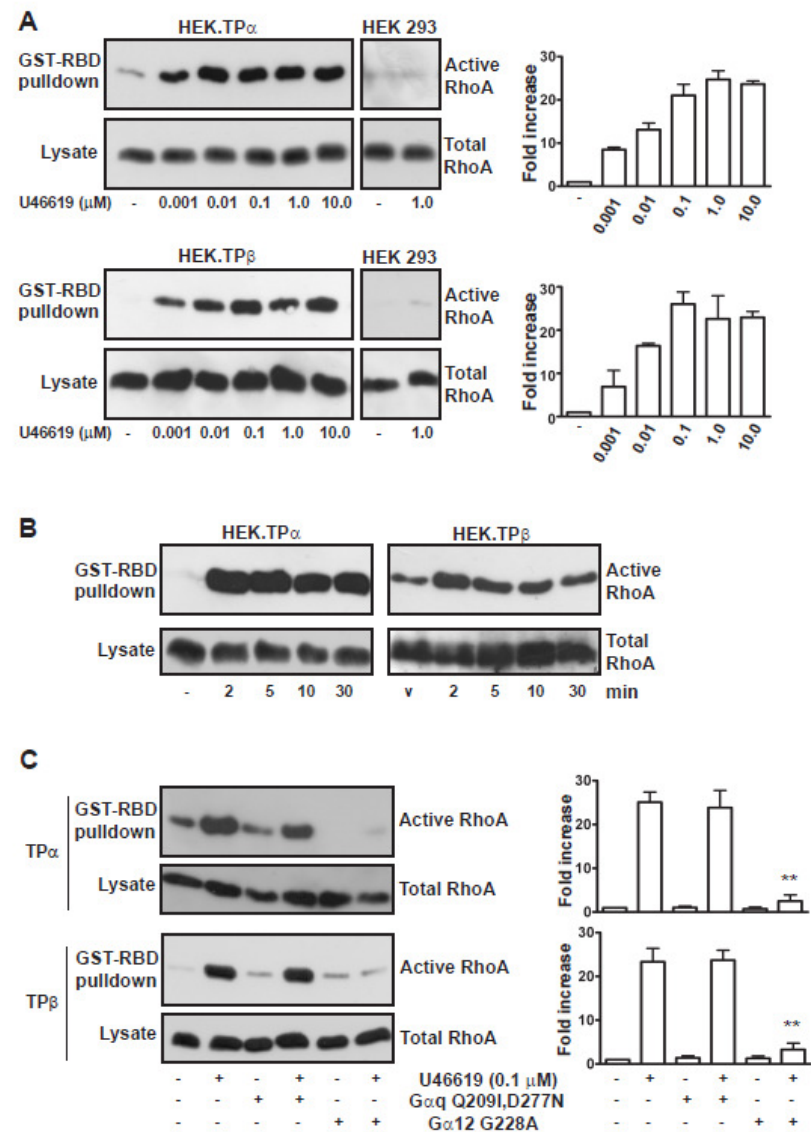 A
HEK.TPα HEK 293
GST-RBD pulldown Active RhoA
Lysate Total RhoA
U46619 (μM) - 0.001 0.01 0.1 1.0 10.0 - 1.0
Fold increase
30
20
10
0
- 0.001 0.01 0.1 1.0 10.0
HEK.TPβ HEK 293
GST-RBD pulldown Active RhoA
Lysate Total RhoA
U46619 (μM) - 0.001 0.01 0.1 1.0 10.0 - 1.0
Fold increase
30
20
10
0
- 0.001 0.01 0.1 1.0 10.0
B
HEK.TPα HEK.TPβ
GST-RBD pulldown Active RhoA
Lysate Total RhoA
- 2 5 10 30 v 2 5 10 30 min
C
TPα
GST-RBD pulldown Active RhoA
Lysate Total RhoA
Fold increase
30
20
10
0
**
TPβ
GST-RBD pulldown Active RhoA
Lysate Total RhoA
Fold increase
30
20
10
0
**
- + - + - + U46619 (0.1 μM) - + - + - +
- - + + - - Gαq Q209I,D277N - - + + - -
- - - - + + Gα12 G228A - - - - + +